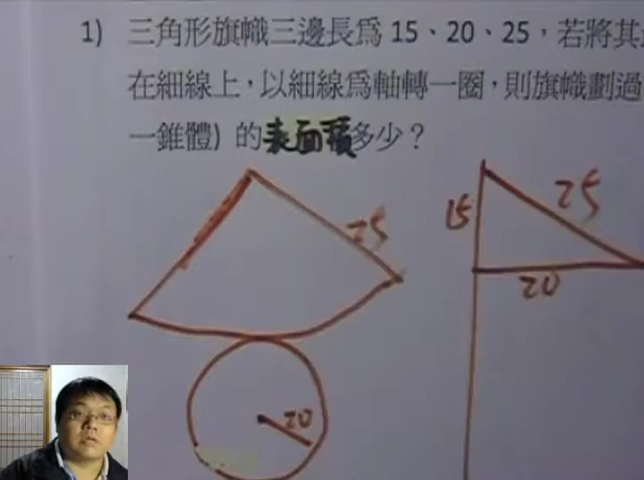 1) 三角形旗幟三邊長為 15、20、25，若將其
在細線上，以細線為軸轉一圈，則旗幟劃過
一錐體) 的表面積多少？
25
15
25
20
20